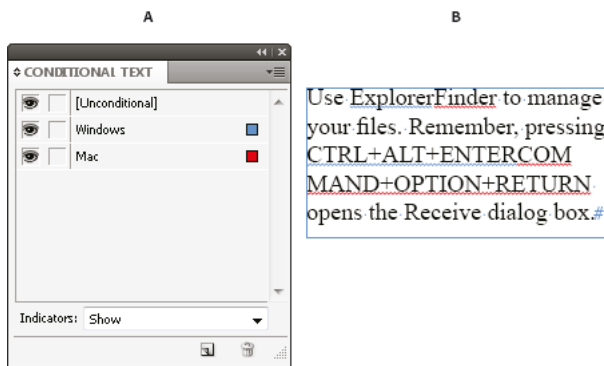 A
B
CONDITIONAL TEXT
[Unconditional]
Windows
Mac
Indicators: Show
Use ExplorerFinder to manage
your files. Remember, pressing
CTRL+ALT+ENTERCOM
MAND+OPTION+RETURN
opens the Receive dialog box.#